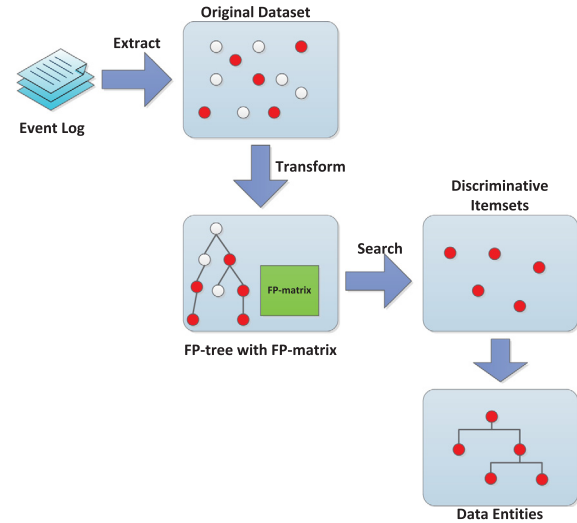 Original Dataset
Extract
Event Log
Transform
Discriminative
Itemsets
Search
FP-matrix
FP-tree with FP-matrix
Data Entities